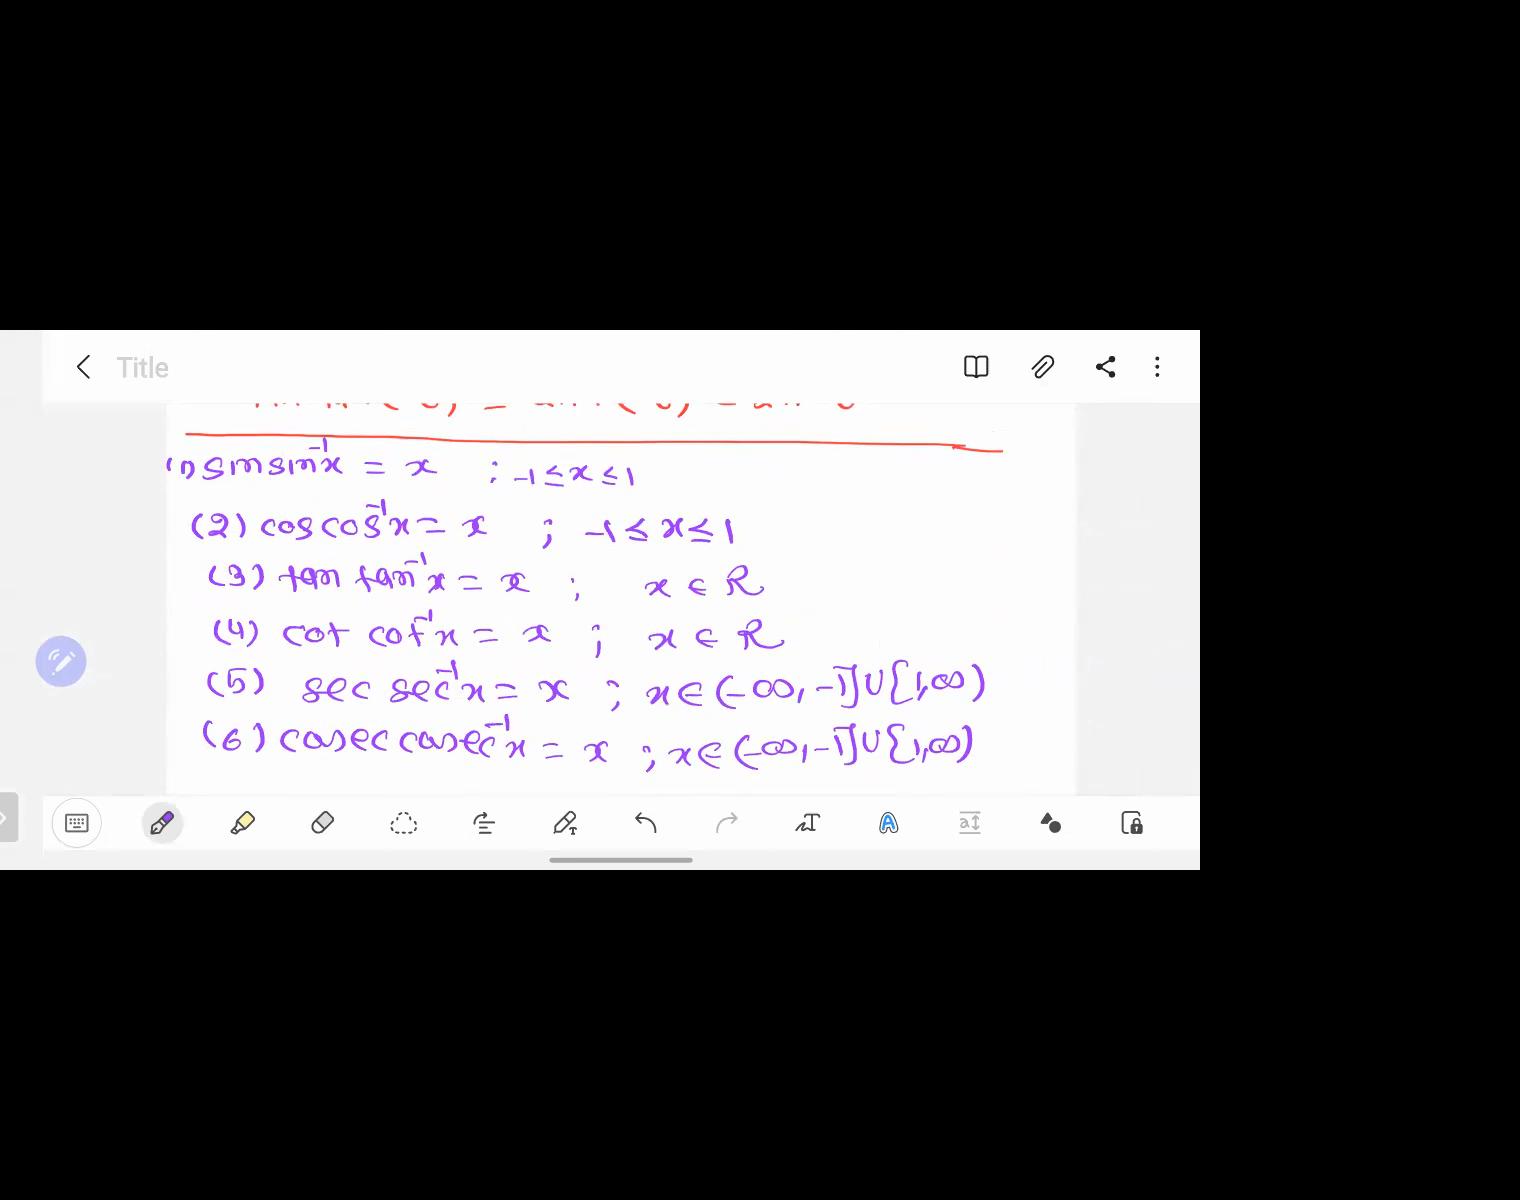 Title
(1) sin sin⁻¹x = x ; -1 ≤ x ≤ 1
(2) cos cos⁻¹x = x ; -1 ≤ x ≤ 1
(3) tan tan⁻¹x = x ; x ∈ R
(4) cot cot⁻¹x = x ; x ∈ R
(5) sec sec⁻¹x = x ; x ∈ (-∞, -1] ∪ [1, ∞)
(6) cosec cosec⁻¹x = x ; x ∈ (-∞, -1] ∪ [1, ∞)